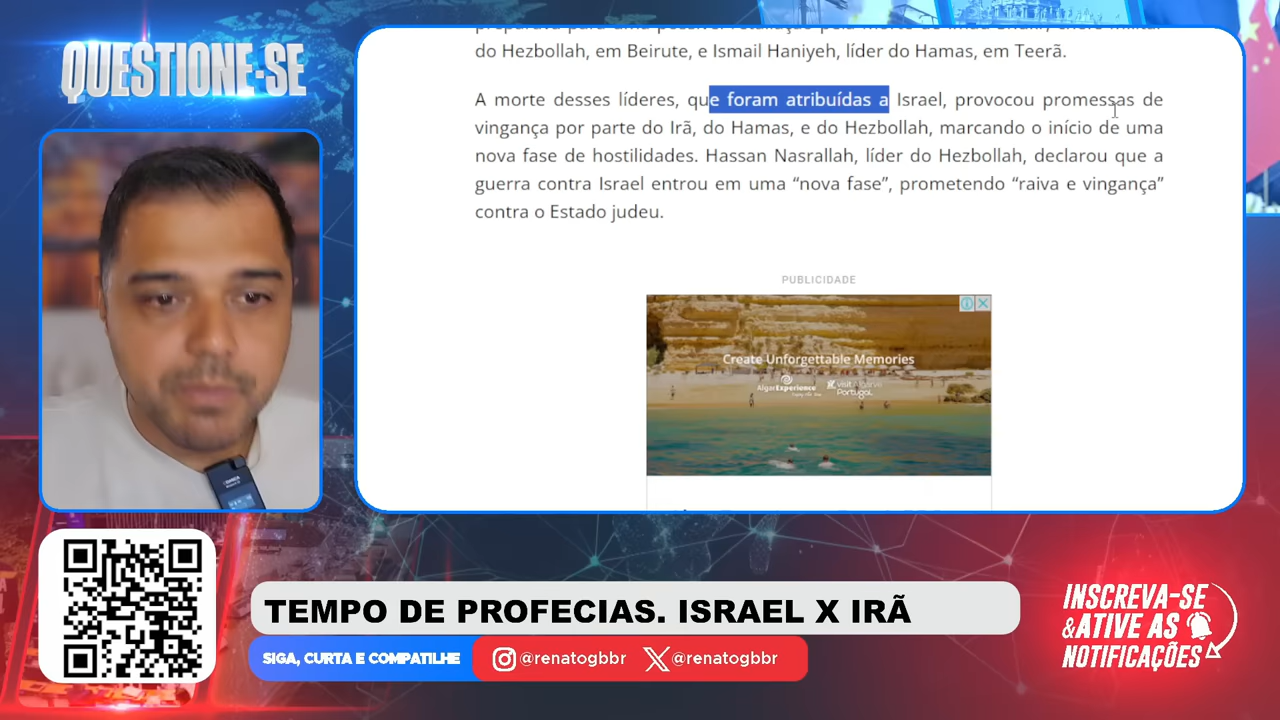 QUESTIONE-SE
do Hezbollah, em Beirute, e Ismail Haniyeh, líder do Hamas, em Teerã.
A morte desses líderes, que foram atribuídas a Israel, provocou promessas de
vingança por parte do Irã, do Hamas, e do Hezbollah, marcando o início de uma
nova fase de hostilidades. Hassan Nasrallah, líder do Hezbollah, declarou que a
guerra contra Israel entrou em uma “nova fase”, prometendo “raiva e vingança”
contra o Estado judeu.
PUBLICIDADE
Create Unforgettable Memories
AlgarExperience
visit Algarve
Portugal
TEMPO DE PROFECIAS. ISRAEL X IRÃ
SIGA, CURTA E COMPATILHE
@renatogbbr
@renatogbbr
INSCREVA-SE
&ATIVE AS
NOTIFICAÇÕES